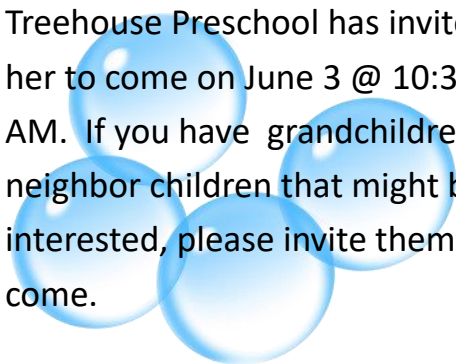 Treehouse Preschool has invite
her to come on June 3 @ 10:3
AM. If you have grandchildre
neighbor children that might b
interested, please invite them
come.